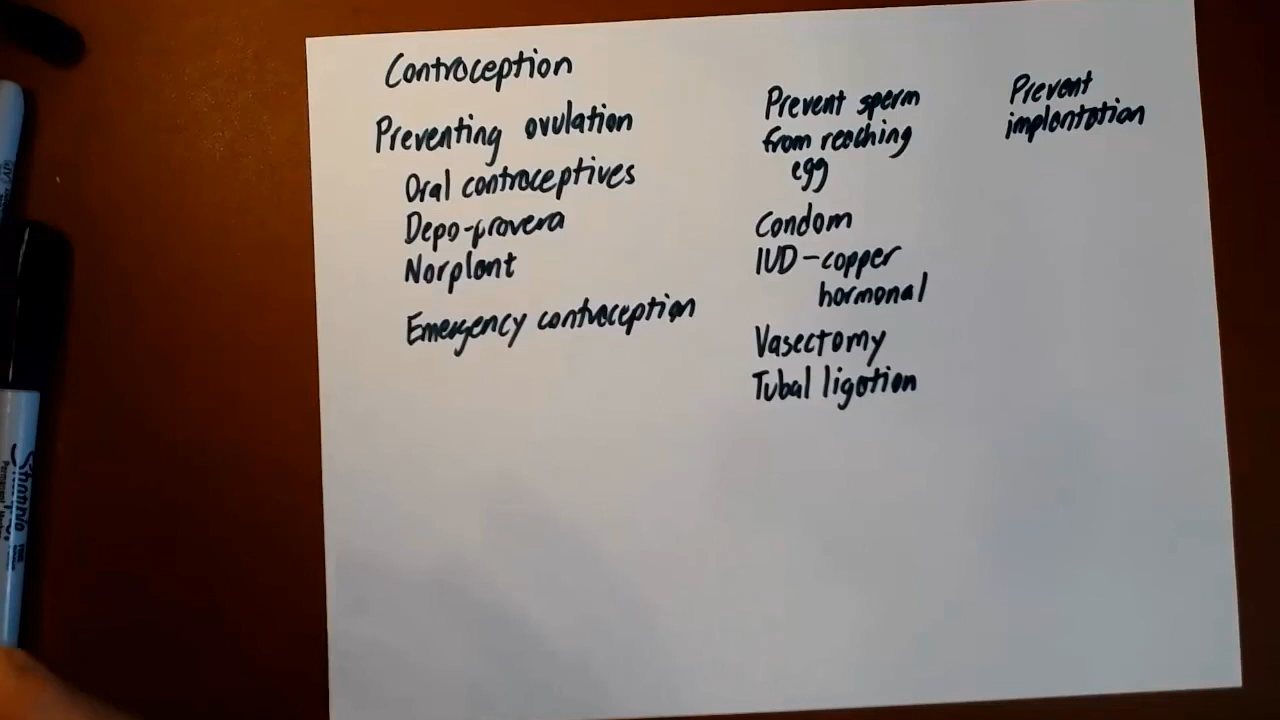 Contraception
Preventing ovulation
Oral contraceptives
Depo-provera
Norplant
Emergency contraception
Prevent sperm
from reaching
egg
Condom
IUD - copper
hormonal
Vasectomy
Tubal ligation
Prevent
implantation
Sharpie